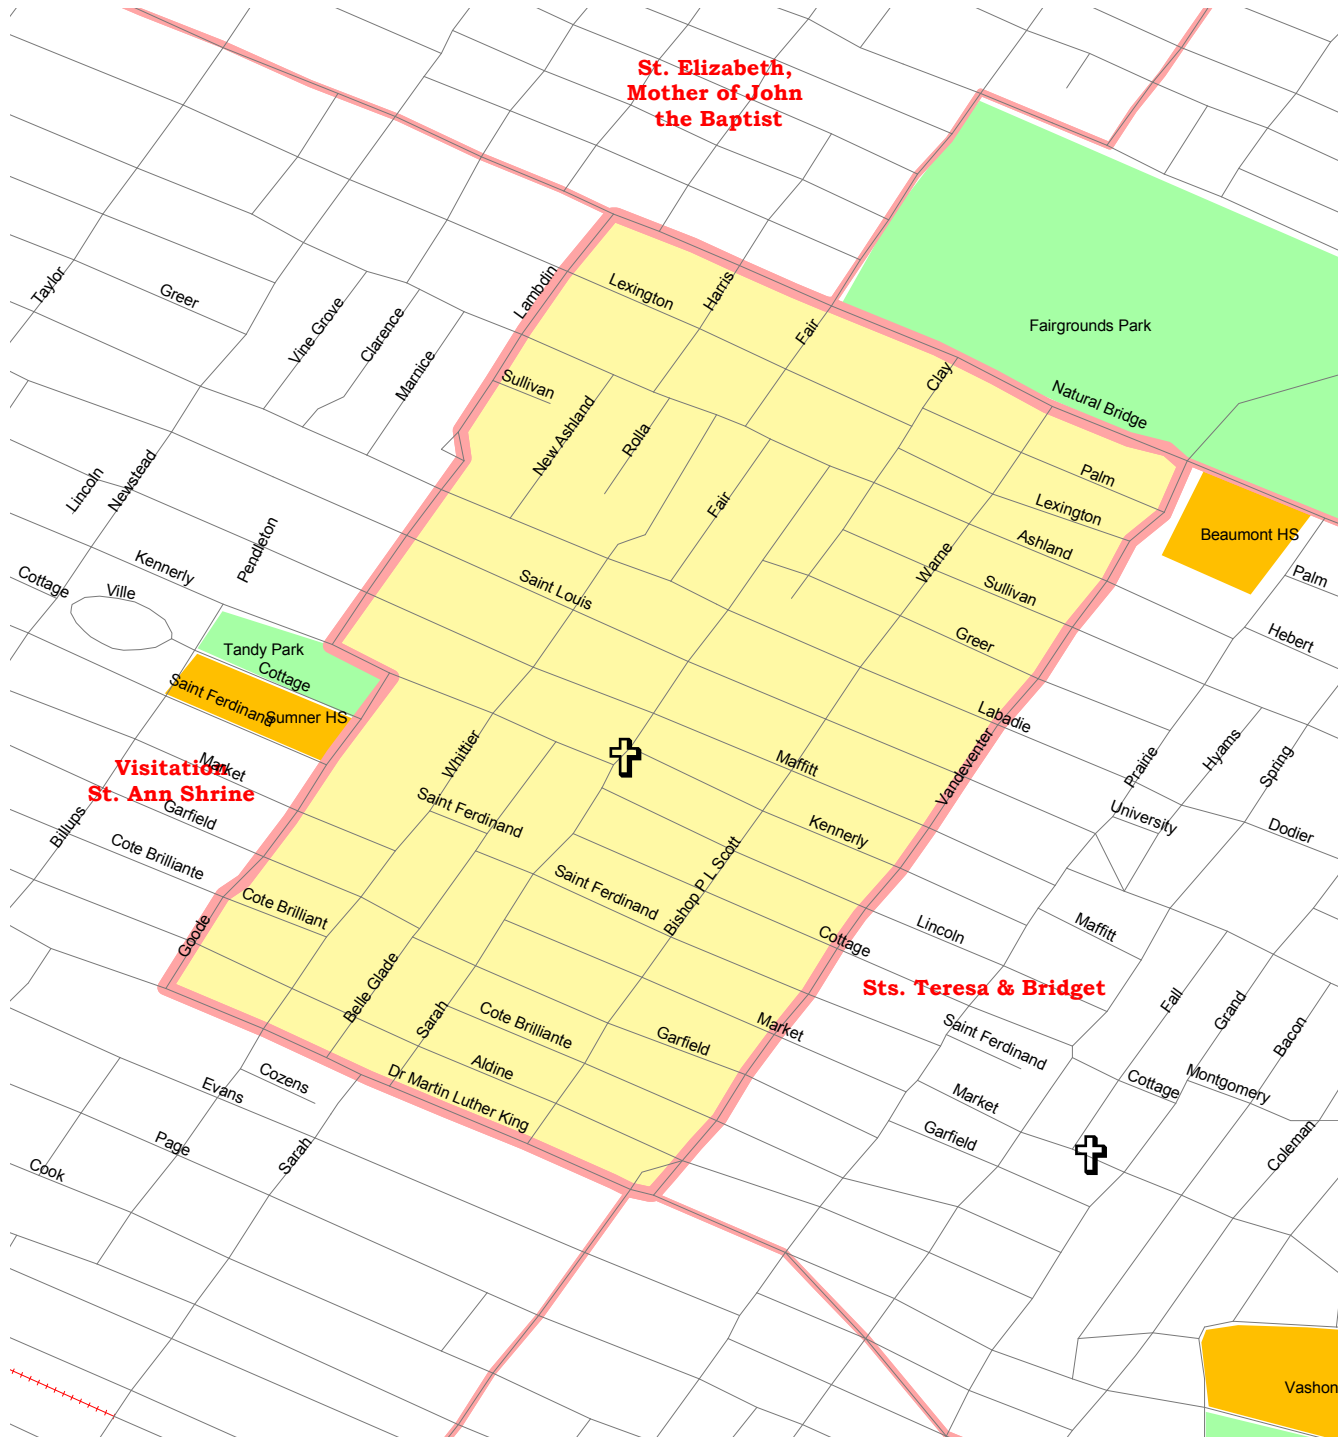 St. Elizabeth,
Mother of John
the Baptist
Taylor
Greer
Vine Grove
Clarence
Marnice
Lambdin
Lexington
Harris
Fair
Fairgrounds Park
Clay
Natural Bridge
Sullivan
New Ashland
Rolla
Fair
Palm
Lexington
Ashland
Beaumont HS
Lincoln
Newstead
Pendleton
Kennerly
Cottage
Ville
Saint Louis
Warne
Sullivan
Greer
Palm
Hebert
Tandy Park
Cottage
Saint Ferdinand
Sumner HS
Labadie
Market
Visitation
St. Ann Shrine
Whittier
Maffitt
Vandeventer
Prairie
Hyams
Spring
Garfield
Billups
Cote Brilliante
Saint Ferdinand
Kennerly
University
Dodier
Cote Brilliant
Saint Ferdinand
Bishop P L Scott
Goode
Cottage
Lincoln
Maffitt
Belle Glade
Sarah
Sts. Teresa & Bridget
Cote Brilliante
Garfield
Market
Saint Ferdinand
Fall
Grand
Bacon
Aldine
Cozens
Evans
Dr Martin Luther King
Market
Cottage
Montgomery
Garfield
Page
Sarah
Cook
Coleman
Vashon